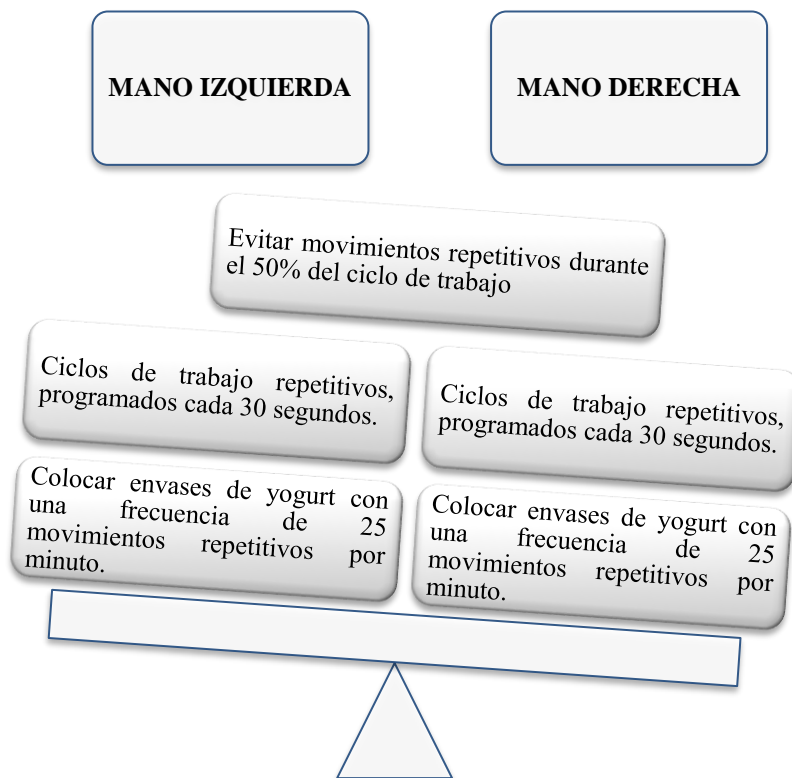 MANO IZQUIERDA
MANO DERECHA
Evitar movimientos repetitivos durante
el 50% del ciclo de trabajo
Ciclos de trabajo repetitivos,
programados cada 30 segundos.
Ciclos de trabajo repetitivos,
programados cada 30 segundos.
Colocar envases de yogurt con
una frecuencia de 25
movimientos repetitivos por
minuto.
Colocar envases de yogurt con
una frecuencia de 25
movimientos repetitivos por
minuto.